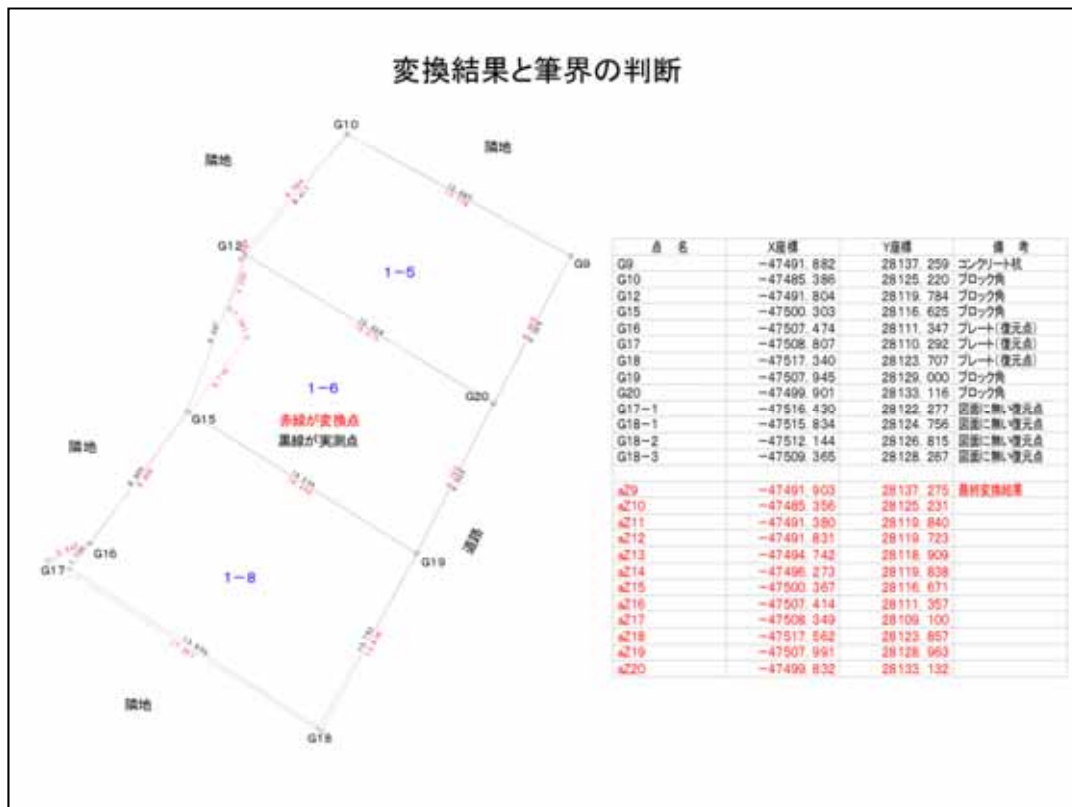 変換結果と筆界の判断
G10
隣地
隣地
G12
G9
1-5
1-6
G20
赤線が変換点
黒線が実測点
G15
隣地
道路
G19
G16
G17
1-8
隣地
G18
点 名 X座標 Y座標 備 考
G9 -47491.882 28137.259 コンクリート杭
G10 -47485.386 28125.220 ブロック角
G12 -47491.804 28119.784 ブロック角
G15 -47500.303 28116.625 ブロック角
G16 -47507.474 28111.347 プレート(復元点)
G17 -47508.807 28110.292 プレート(復元点)
G18 -47517.340 28123.707 プレート(復元点)
G19 -47507.945 28129.000 ブロック角
G20 -47499.901 28133.116 ブロック角
G17-1 -47516.430 28122.277 図面に無い復元点
G18-1 -47515.834 28124.756 図面に無い復元点
G18-2 -47512.144 28126.815 図面に無い復元点
G18-3 -47509.365 28128.267 図面に無い復元点
aZ9 -47491.903 28137.275 最終変換結果
aZ10 -47485.356 28125.231
aZ11 -47491.380 28119.840
aZ12 -47491.831 28119.723
aZ13 -47494.742 28118.909
aZ14 -47496.273 28119.838
aZ15 -47500.367 28116.671
aZ16 -47507.414 28111.357
aZ17 -47508.349 28109.100
aZ18 -47517.562 28123.857
aZ19 -47507.991 28128.963
aZ20 -47499.832 28133.132